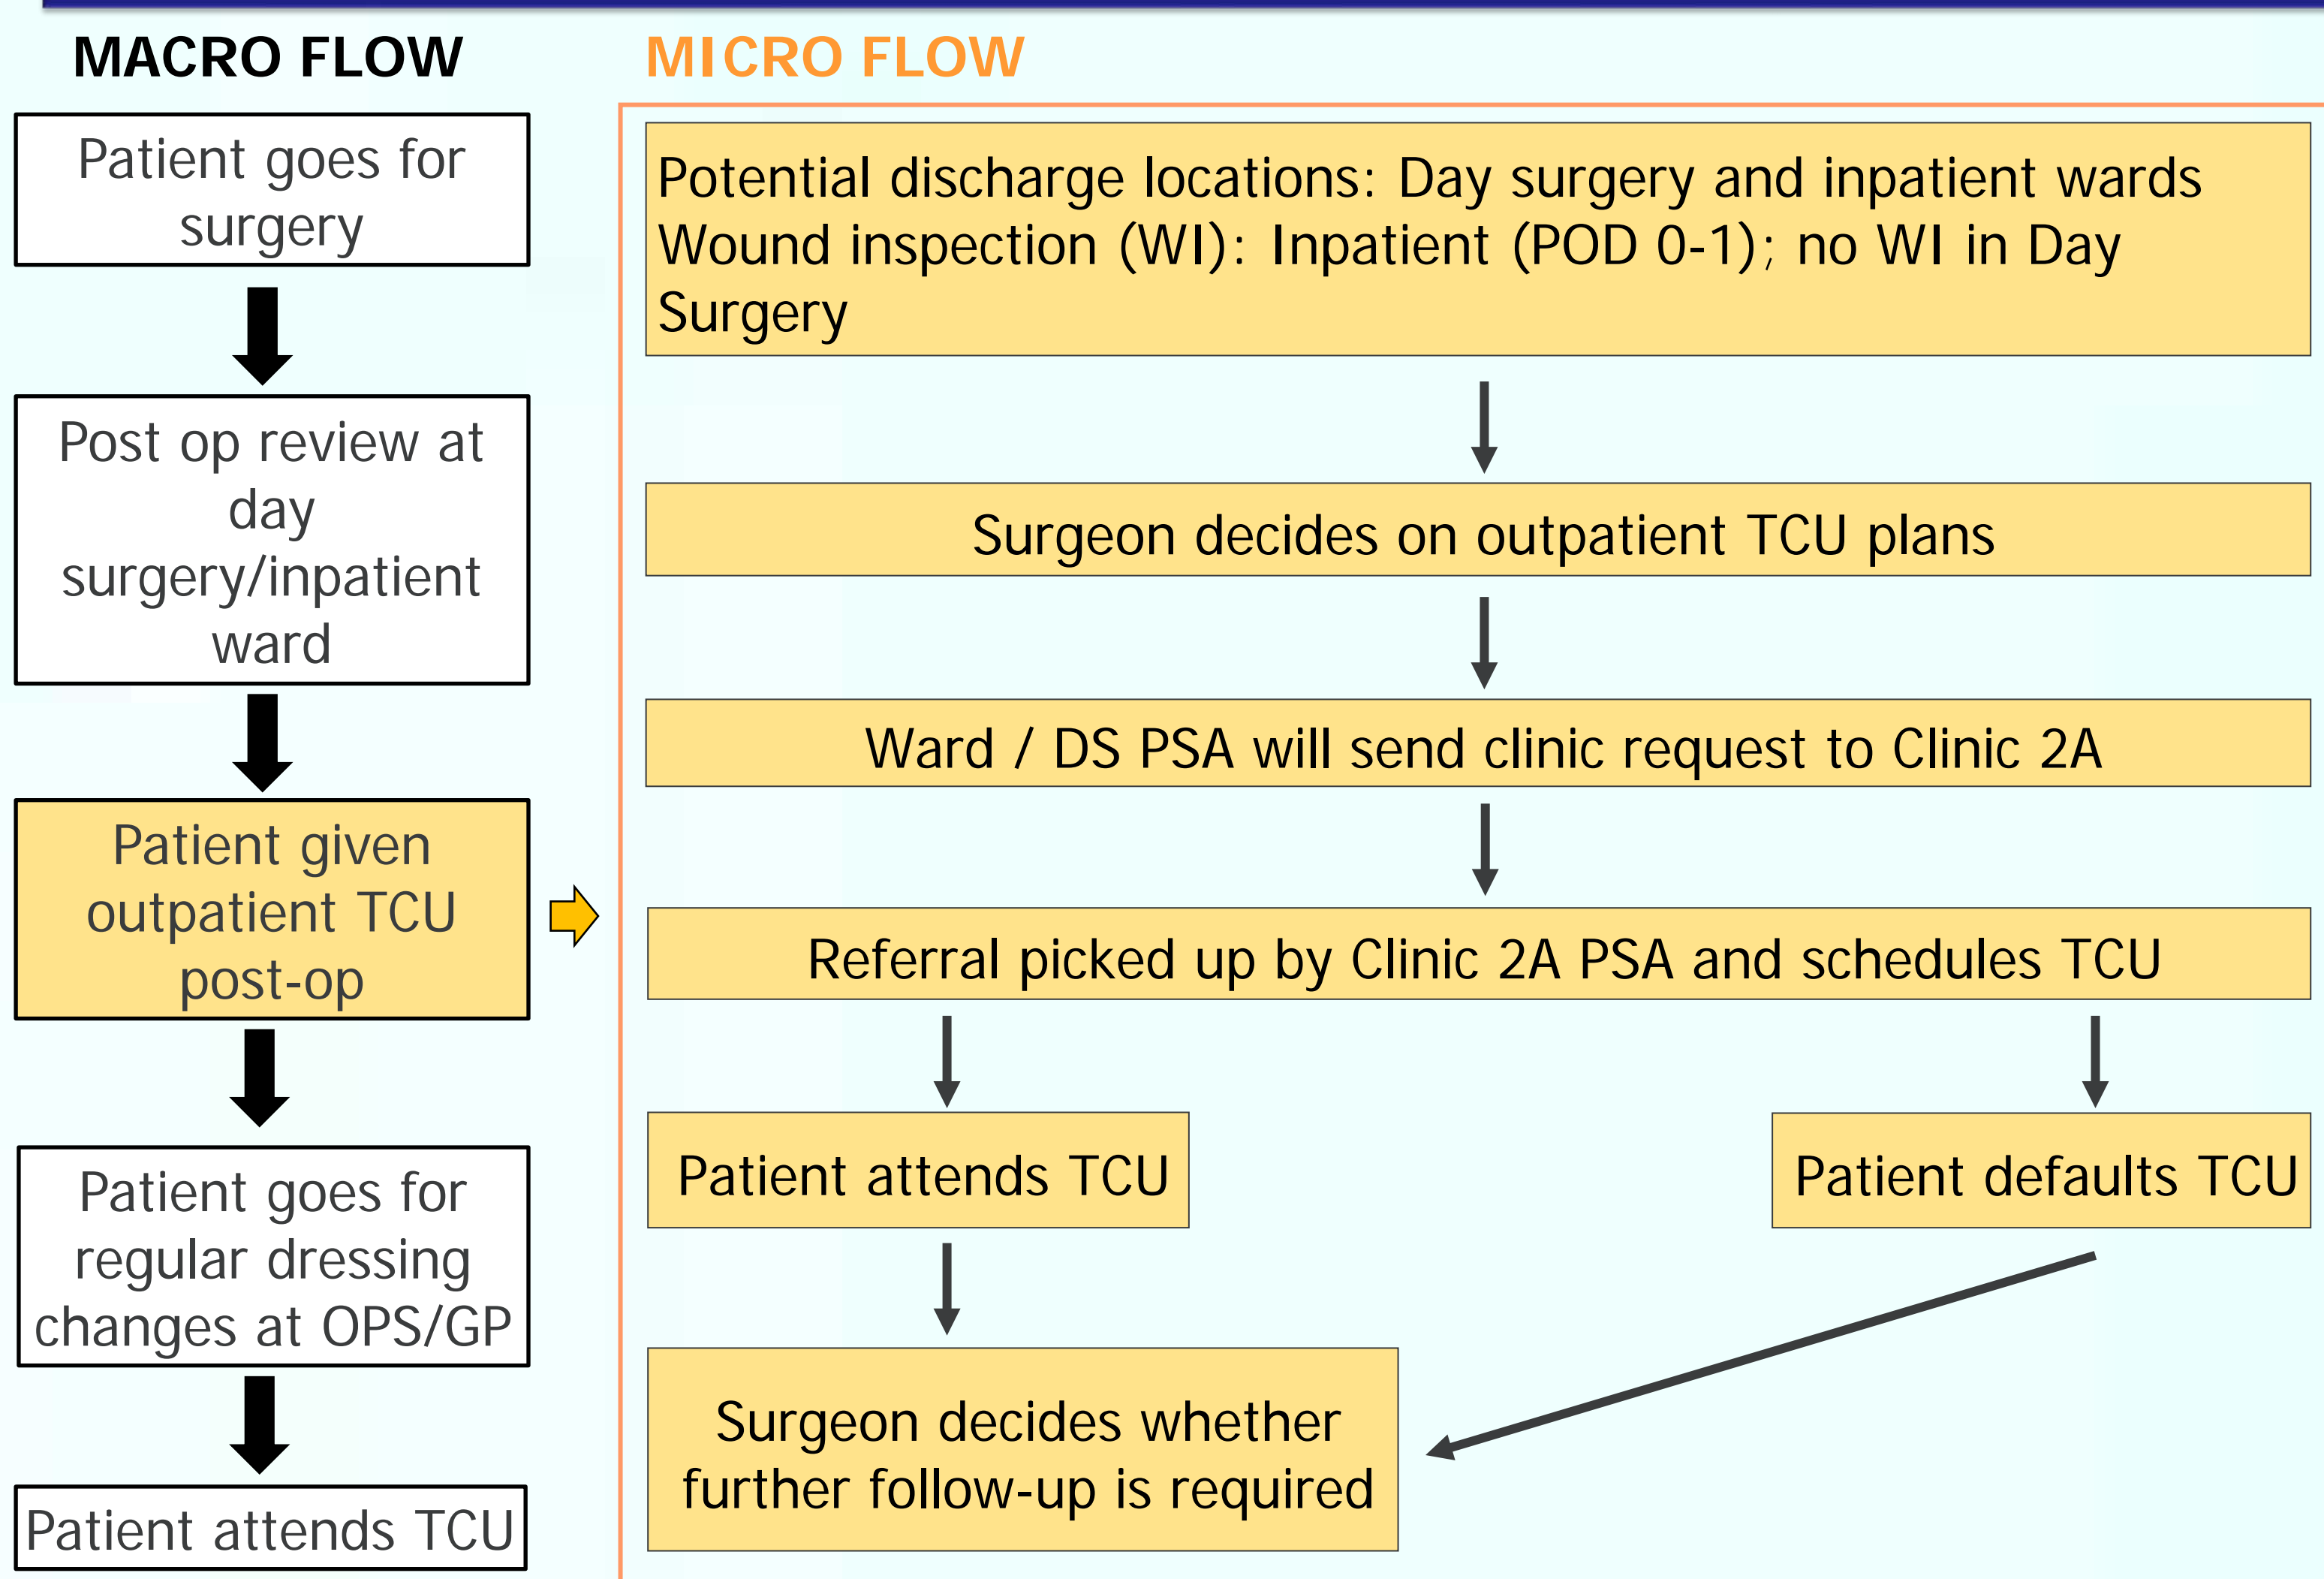 MACRO FLOW
Patient goes for
surgery
Post op review at
day
surgery/inpatient
ward
Patient given
outpatient TCU
post-op
Patient goes for
regular dressing
changes at OPS/GP
Patient attends TCU
MICRO FLOW
Potential discharge locations: Day surgery and inpatient wards
Wound inspection (WI): Inpatient (POD 0-1); no WI in Day
Surgery
Surgeon decides on outpatient TCU plans
Ward / DS PSA will send clinic request to Clinic 2A
Referral picked up by Clinic 2A PSA and schedules TCU
Patient attends TCU
Patient defaults TCU
Surgeon decides whether
further follow-up is required